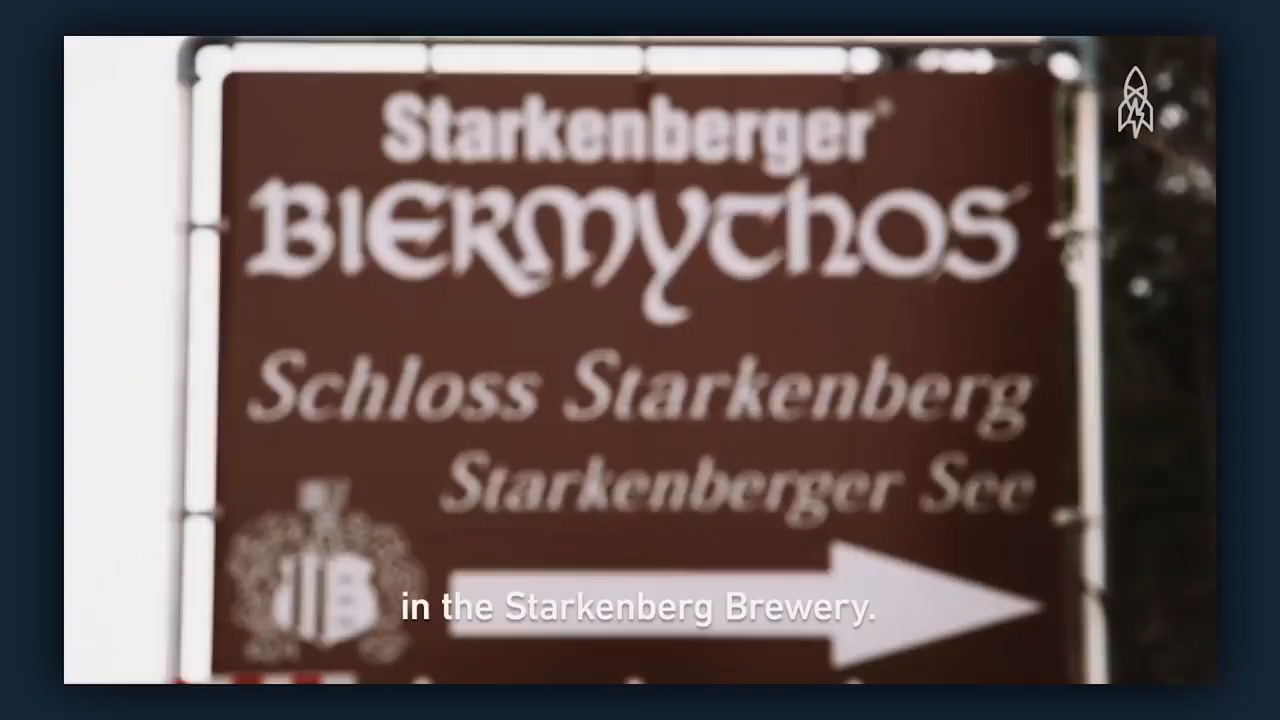 Starkenberger
BIERMYTHOS
Schloss Starkenberg
Starkenberger See
in the Starkenberg Brewery.